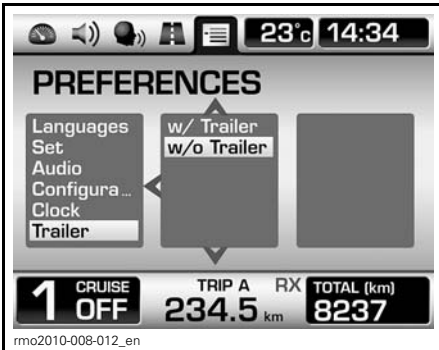 23°c 14:34
PREFERENCES
Languages
Set
Audio
Configura...
Clock
Trailer
w/ Trailer
w/o Trailer
1 CRUISE OFF
TRIP A
234.5 km
RX
TOTAL (km)
8237
rmo2010-008-012_en